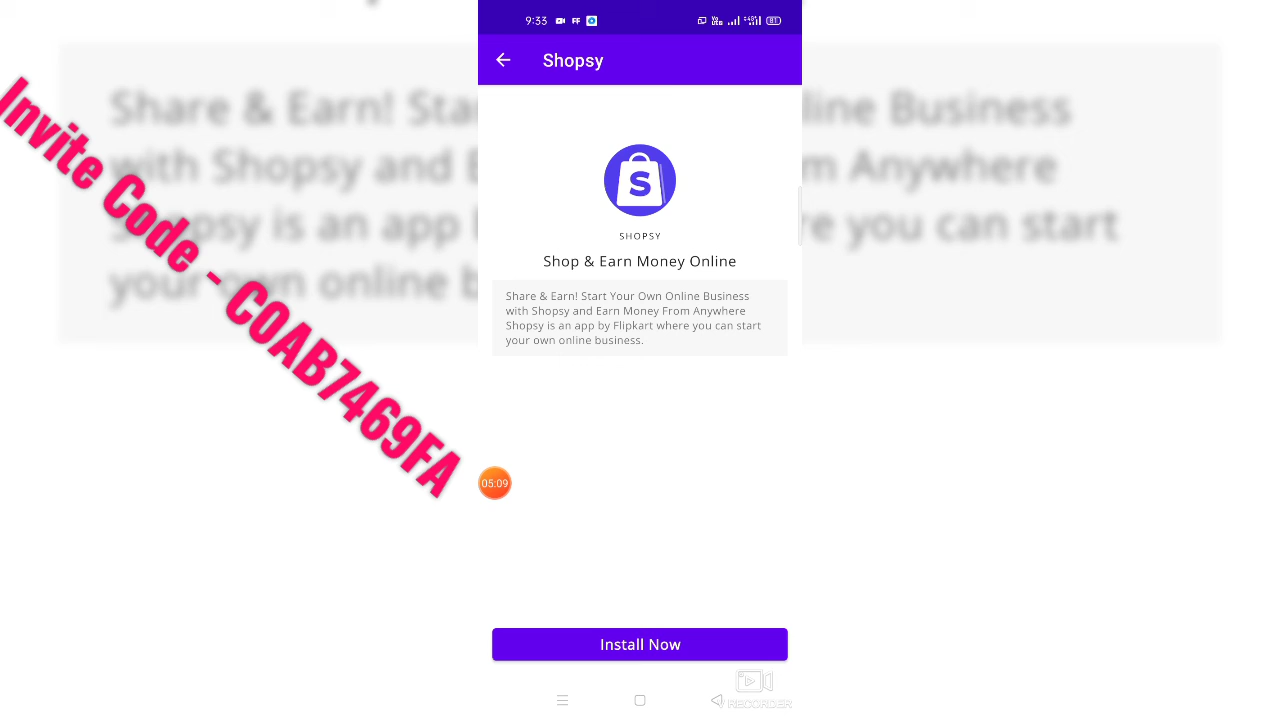 9:33
FF
81
Shopsy
S
SHOPSY
Shop & Earn Money Online
Share & Earn! Start Your Own Online Business
with Shopsy and Earn Money From Anywhere
Shopsy is an app by Flipkart where you can start
your own online business.
Invite Code - C0AB7469FA
05:09
Install Now
RECORDER